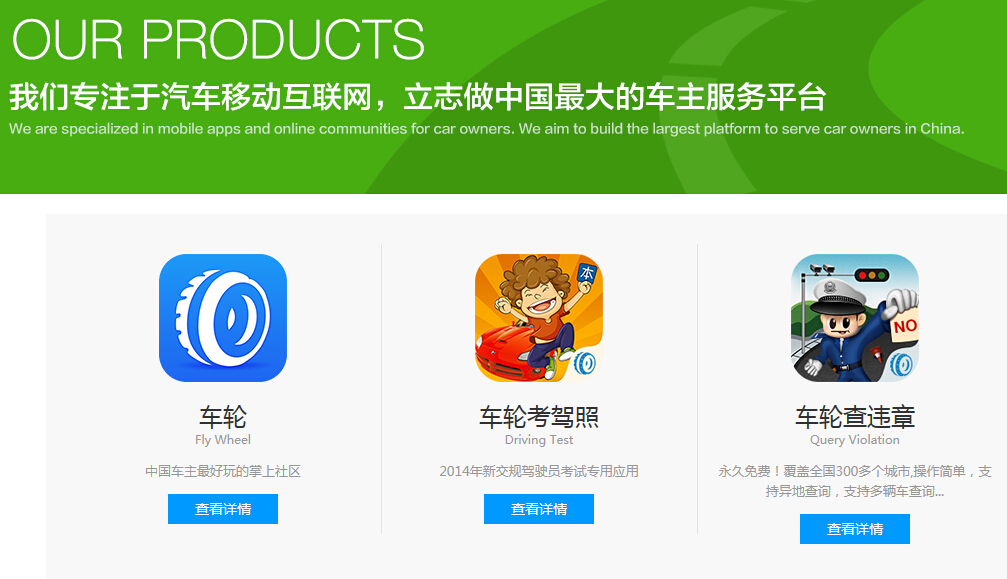 OUR PRODUCTS
我们专注于汽车移动互联网，立志做中国最大的车主服务平台
We are specialized in mobile apps and online communities for car owners. We aim to build the largest platform to serve car owners in China.
本
NO
车轮
Fly Wheel
中国车主最好玩的掌上社区
查看详情
车轮考驾照
Driving Test
2014年新交规驾驶员考试专用应用
查看详情
车轮查违章
Query Violation
永久免费！覆盖全国300多个城市,操作简单，支
持异地查询，支持多辆车查询...
查看详情